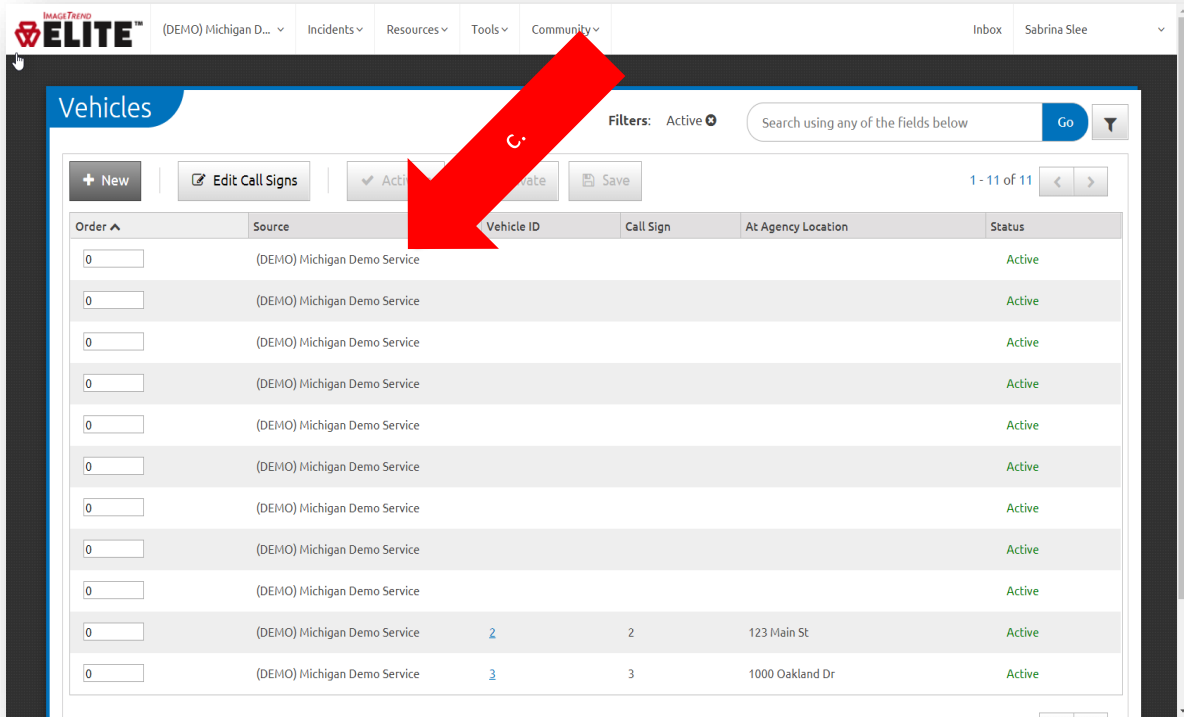 IMAGETREND
ELITE™ (DEMO) Michigan D... Incidents Resources Tools Community Inbox Sabrina Slee
Vehicles
Filters: Active Search using any of the fields below Go
C.
New Edit Call Signs Acti vate Save 1 - 11 of 11
Order Source Vehicle ID Call Sign At Agency Location Status
0 (DEMO) Michigan Demo Service Active
0 (DEMO) Michigan Demo Service Active
0 (DEMO) Michigan Demo Service Active
0 (DEMO) Michigan Demo Service Active
0 (DEMO) Michigan Demo Service Active
0 (DEMO) Michigan Demo Service Active
0 (DEMO) Michigan Demo Service Active
0 (DEMO) Michigan Demo Service Active
0 (DEMO) Michigan Demo Service Active
0 (DEMO) Michigan Demo Service 2 2 123 Main St Active
0 (DEMO) Michigan Demo Service 3 3 1000 Oakland Dr Active